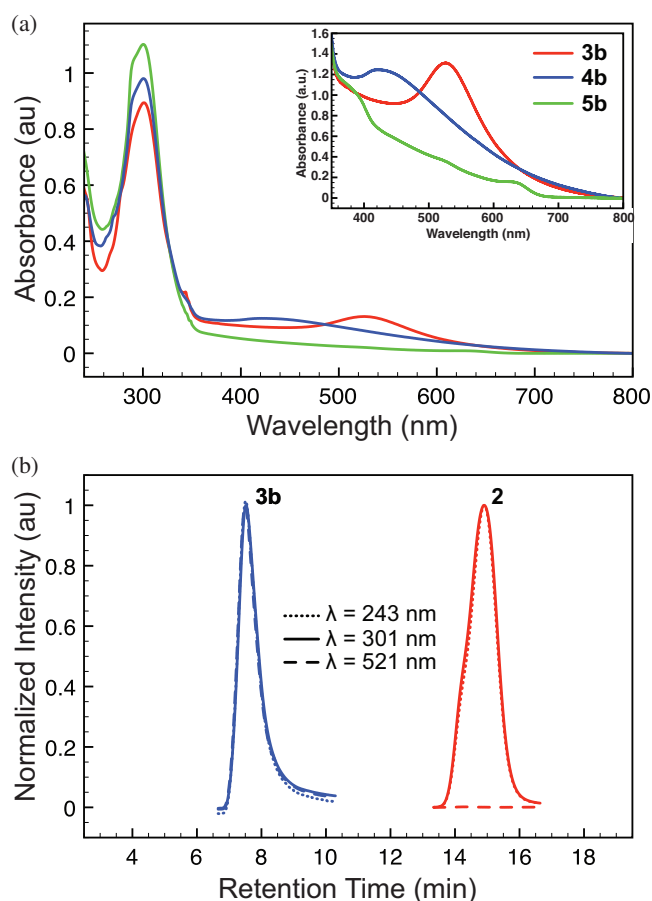 (a)
Absorbance (au)
1
0.8
0.6
0.4
0.2
0
300
400
500
600
700
800
Wavelength (nm)
Absorbance (a.u.)
1.6
1.4
1.2
1.0
0.8
0.6
0.4
0.2
0
400
500
600
700
800
Wavelength (nm)
3b
4b
5b
(b)
Normalized Intensity (au)
1
0.8
0.6
0.4
0.2
0
3b
2
λ = 243 nm
λ = 301 nm
λ = 521 nm
4
6
8
10
12
14
16
18
Retention Time (min)